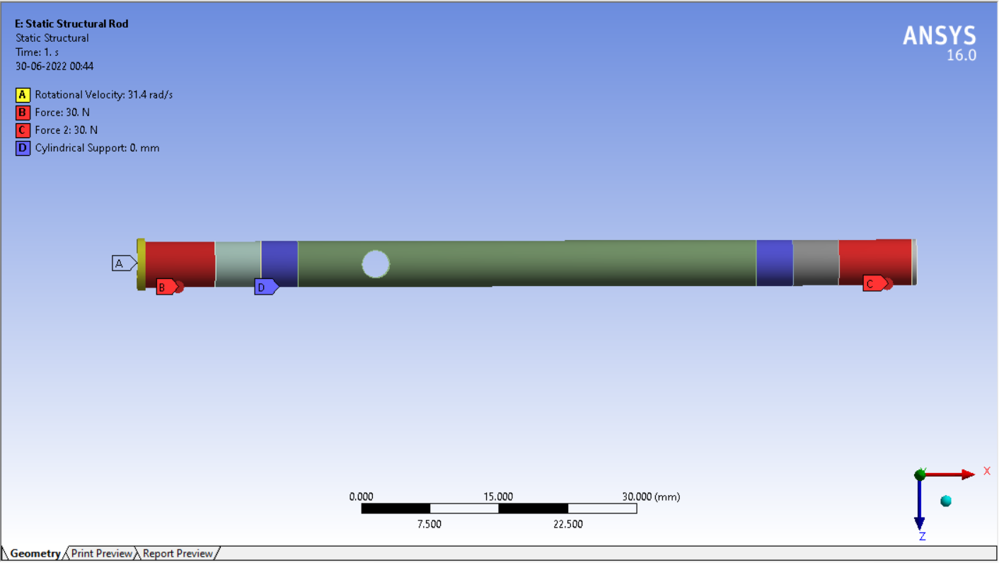 E: Static Structural Rod
Static Structural
Time: 1. s
30-06-2022 00:44
A Rotational Velocity: 31.4 rad/s
B Force: 30. N
C Force 2: 30. N
D Cylindrical Support: 0. mm
ANSYS
16.0
A
B
D
C
0.000 15.000 30.000 (mm)
7.500 22.500
Y
X
Z
Geometry Print Preview Report Preview